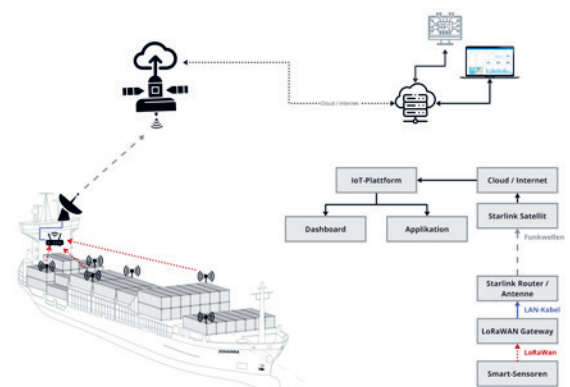 Cloud / Internet
IoT-Plattform
Cloud / Internet
Dashboard
Applikation
Starlink Satellit
Funkwellen
Starlink Router /
Antenne
LAN-Kabel
LoRaWAN Gateway
LoRaWan
Smart-Sensoren